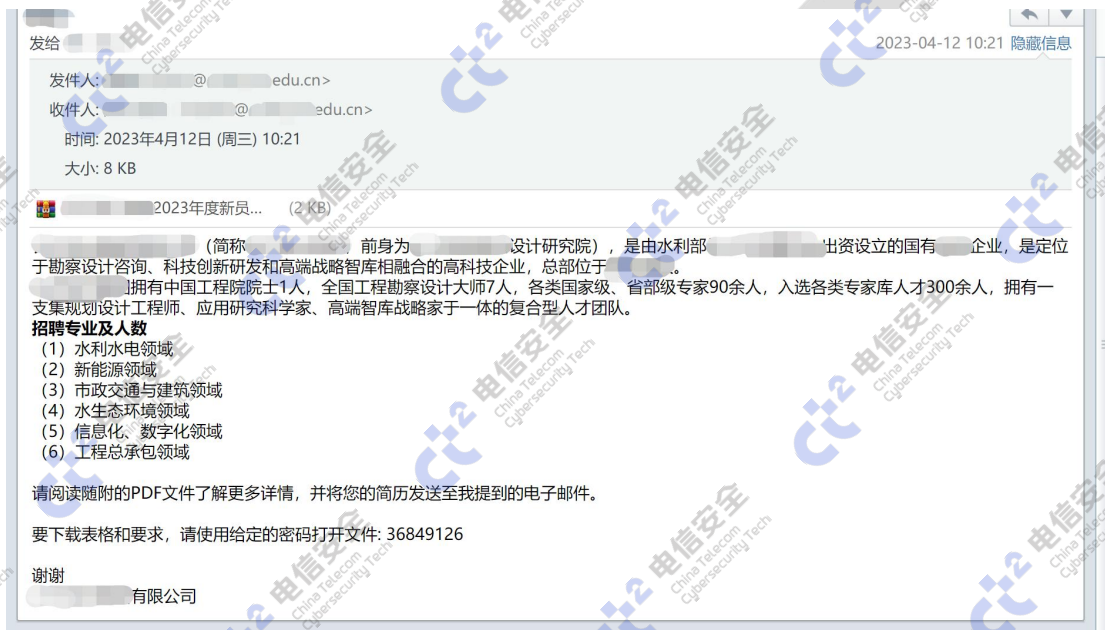 发给
2023-04-12 10:21 隐藏信息
发件人: @ edu.cn>
收件人: @ edu.cn>
时间: 2023年4月12日 (周三) 10:21
大小: 8 KB
2023年度新员... (2 KB)
（简称 前身为 设计研究院），是由水利部 出资设立的国有 企业，是定位
于勘察设计咨询、科技创新研发和高端战略智库相融合的高科技企业，总部位于 。
拥有中国工程院院士1人，全国工程勘察设计大师7人，各类国家级、省部级专家90余人，入选各类专家库人才300余人，拥有一
支集规划设计工程师、应用研究科学家、高端智库战略家于一体的复合型人才团队。
招聘专业及人数
（1）水利水电领域
（2）新能源领域
（3）市政交通与建筑领域
（4）水生态环境领域
（5）信息化、数字化领域
（6）工程总承包领域
请阅读随附的PDF文件了解更多详情，并将您的简历发送至我提到的电子邮件。
要下载表格和要求，请使用给定的密码打开文件: 36849126
谢谢
有限公司
电信安全
China Telecom
Cybersecurity Tech